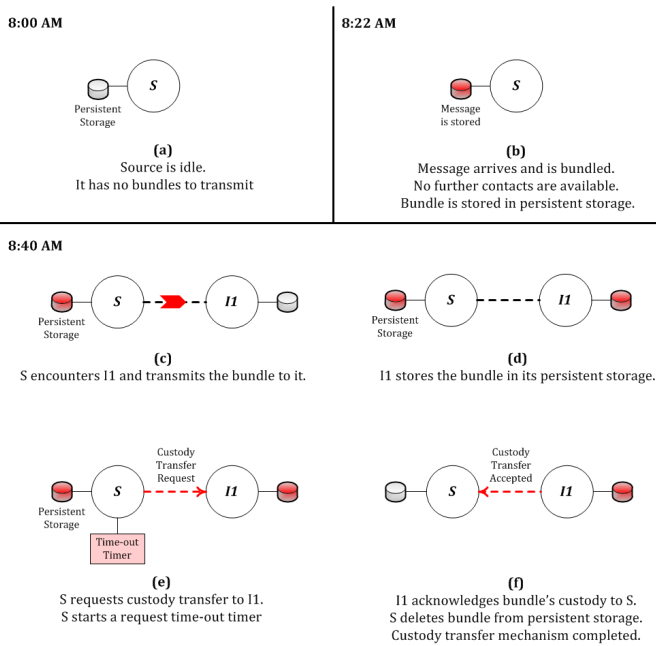 8:00 AM
S
Persistent
Storage
(a)
Source is idle.
It has no bundles to transmit
8:22 AM
S
Message
is stored
(b)
Message arrives and is bundled.
No further contacts are available.
Bundle is stored in persistent storage.
8:40 AM
S
I1
Persistent
Storage
(c)
S encounters I1 and transmits the bundle to it.
S
I1
Persistent
Storage
(d)
I1 stores the bundle in its persistent storage.
Custody
Transfer
Request
S
I1
Persistent
Storage
Time-out
Timer
(e)
S requests custody transfer to I1.
S starts a request time-out timer
Custody
Transfer
Accepted
S
I1
(f)
I1 acknowledges bundle's custody to S.
S deletes bundle from persistent storage.
Custody transfer mechanism completed.